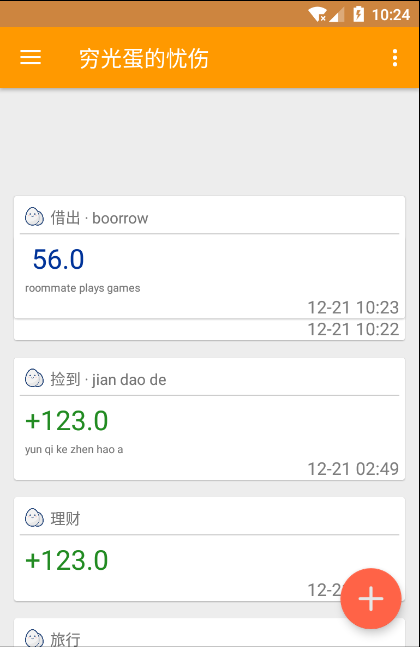 10:24
穷光蛋的忧伤
借出 · boorrow
56.0
roommate plays games
12-21 10:23
12-21 10:22
捡到 · jian dao de
+123.0
yun qi ke zhen hao a
12-21 02:49
理财
+123.0
旅行